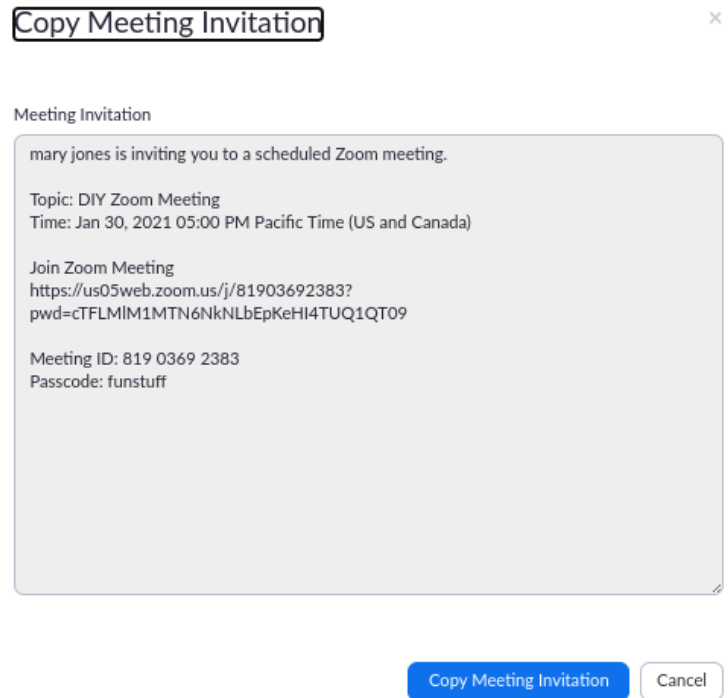 Copy Meeting Invitation
×
Meeting Invitation
mary jones is inviting you to a scheduled Zoom meeting.
Topic: DIY Zoom Meeting
Time: Jan 30, 2021 05:00 PM Pacific Time (US and Canada)
Join Zoom Meeting
https://us05web.zoom.us/j/81903692383?
pwd=cTFLMlM1MTN6NkNLbEpKeHI4TUQ1QT09
Meeting ID: 819 0369 2383
Passcode: funstuff
Copy Meeting Invitation Cancel